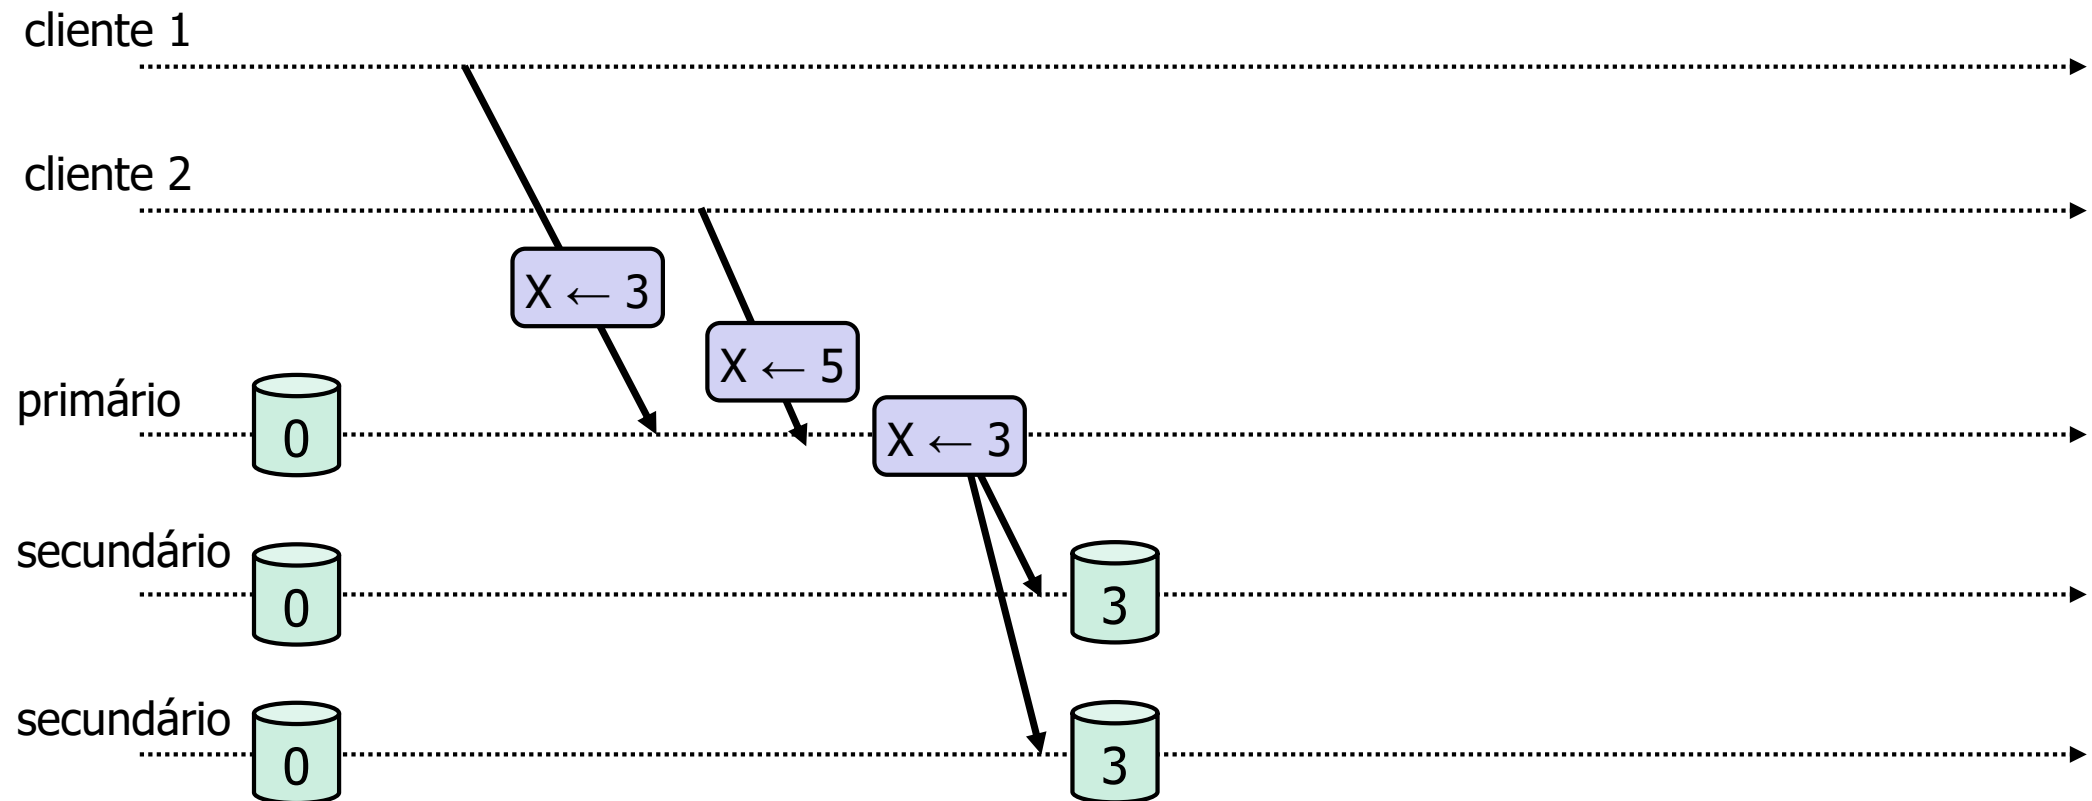 cliente 1
cliente 2
X ← 3
X ← 5
primário
0
X ← 3
secundário
0
3
secundário
0
3